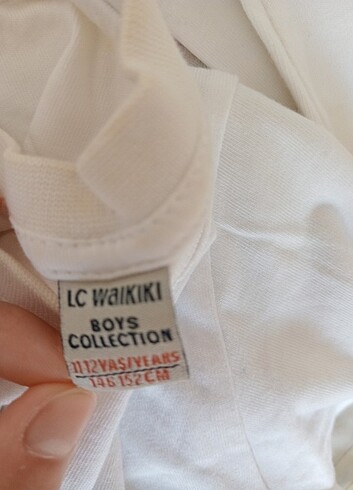 LC WAIKIKI
BOYS
COLLECTION
11-12 YAŞ/YEARS
146-152 CM